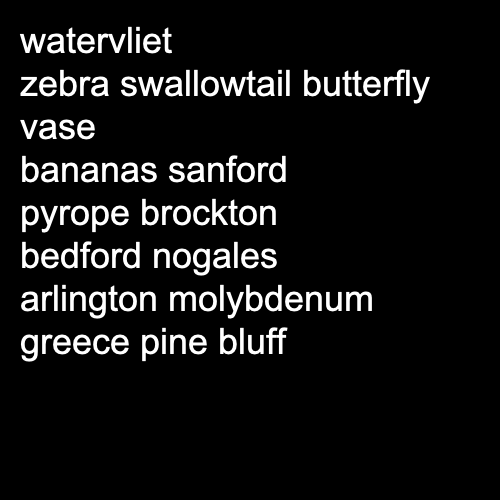 watervliet
zebra swallowtail butterfly
vase
bananas sanford
pyrope brockton
bedford nogales
arlington molybdenum
greece pine bluff